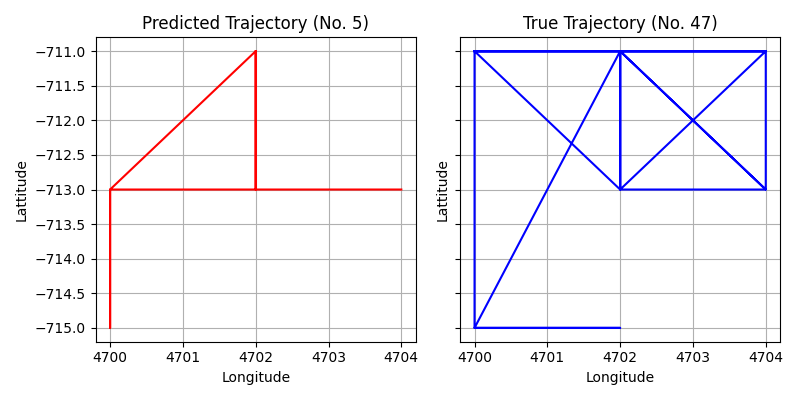 Predicted Trajectory (No. 5)
True Trajectory (No. 47)
−711.0
−711.5
−712.0
−712.5
−713.0
−713.5
−714.0
−714.5
−715.0
Lattitude
Lattitude
4700 4701 4702 4703 4704
4700 4701 4702 4703 4704
Longitude
Longitude